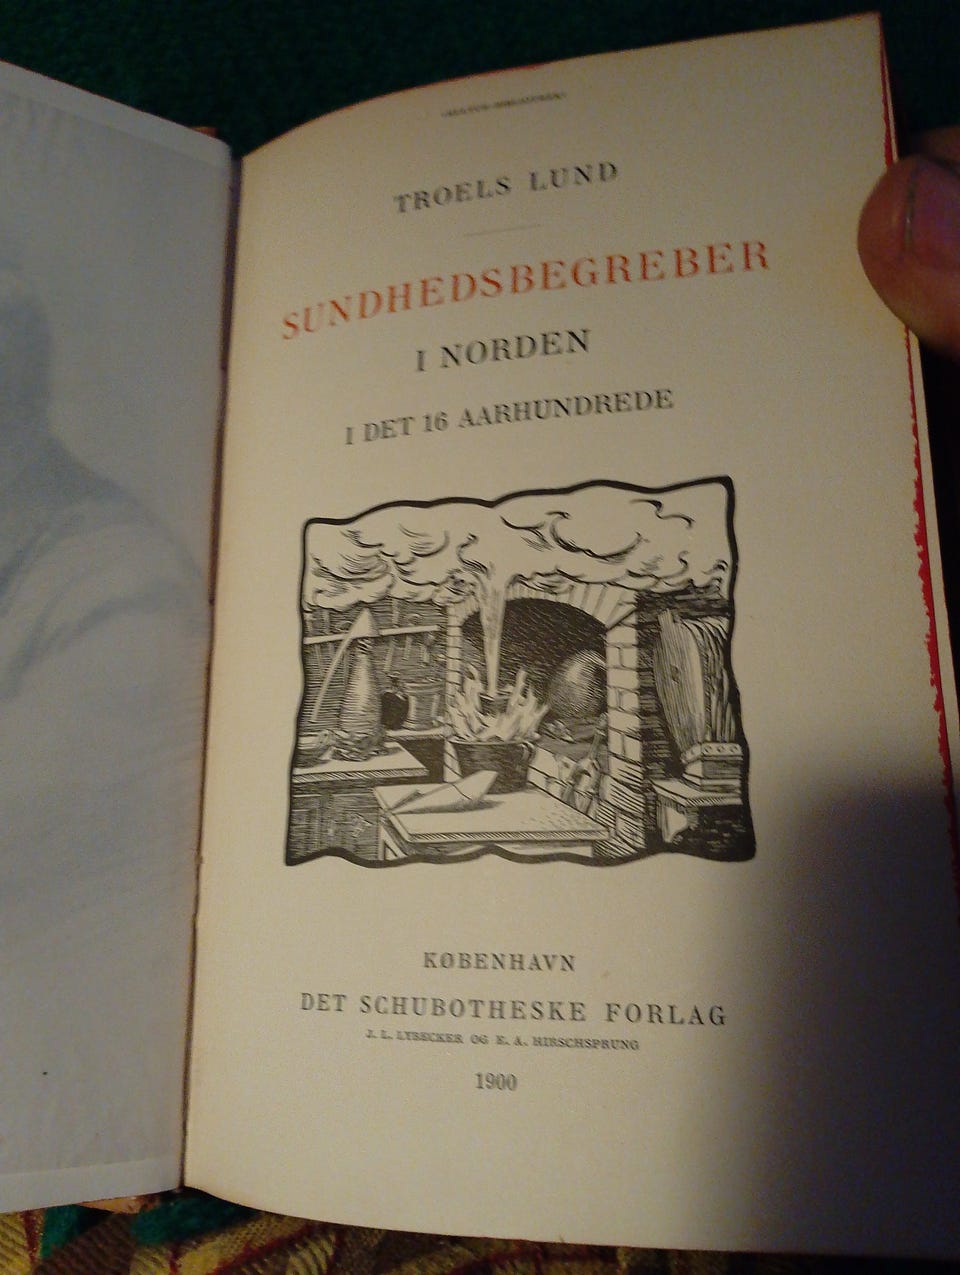 TROELS LUND
SUNDHEDSBEGREBER
I NORDEN
I DET 16 AARHUNDREDE
KØBENHAVN
DET SCHUBOTHESKE FORLAG
J. L. LYBECKER OG E. A. HIRSCHSPRUNG
1900